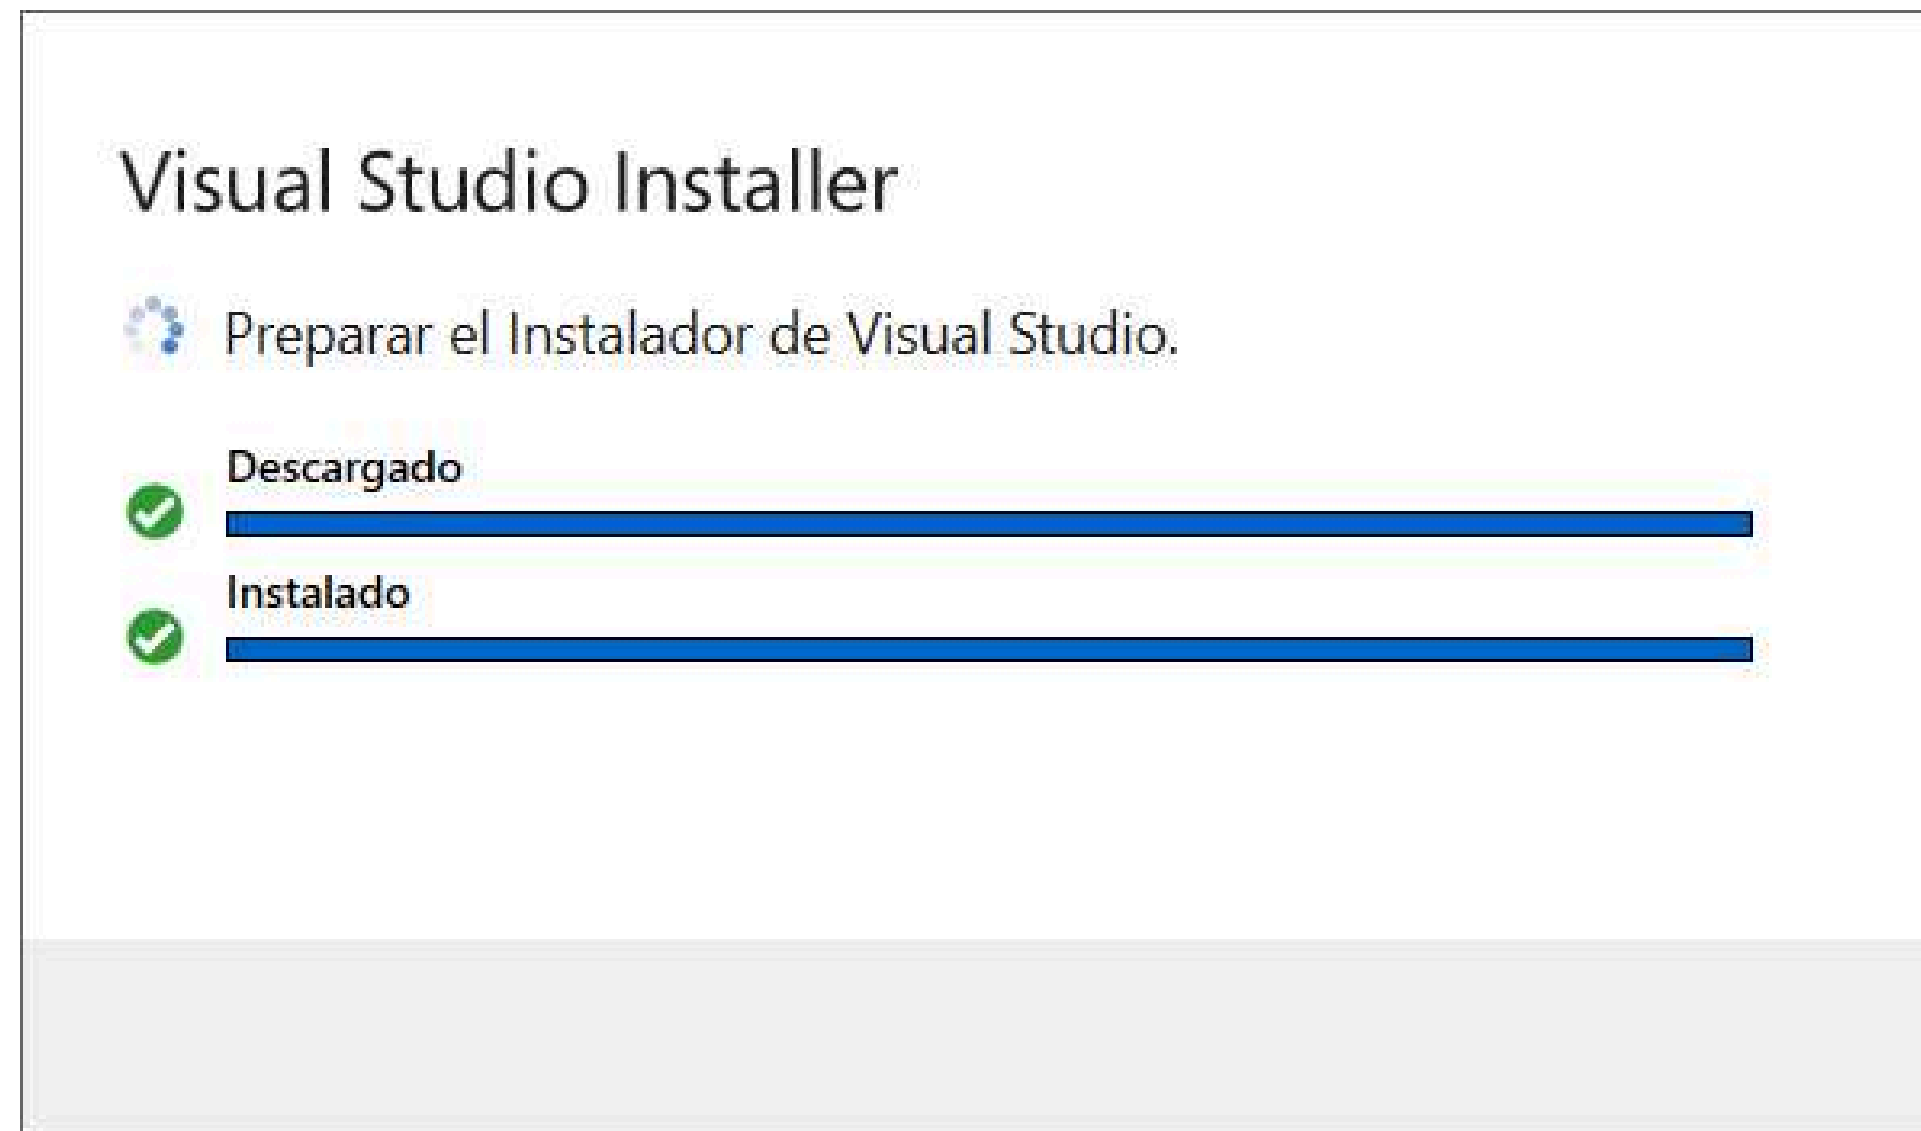 Visual Studio Installer
Preparar el Instalador de Visual Studio.
Descargado
Instalado